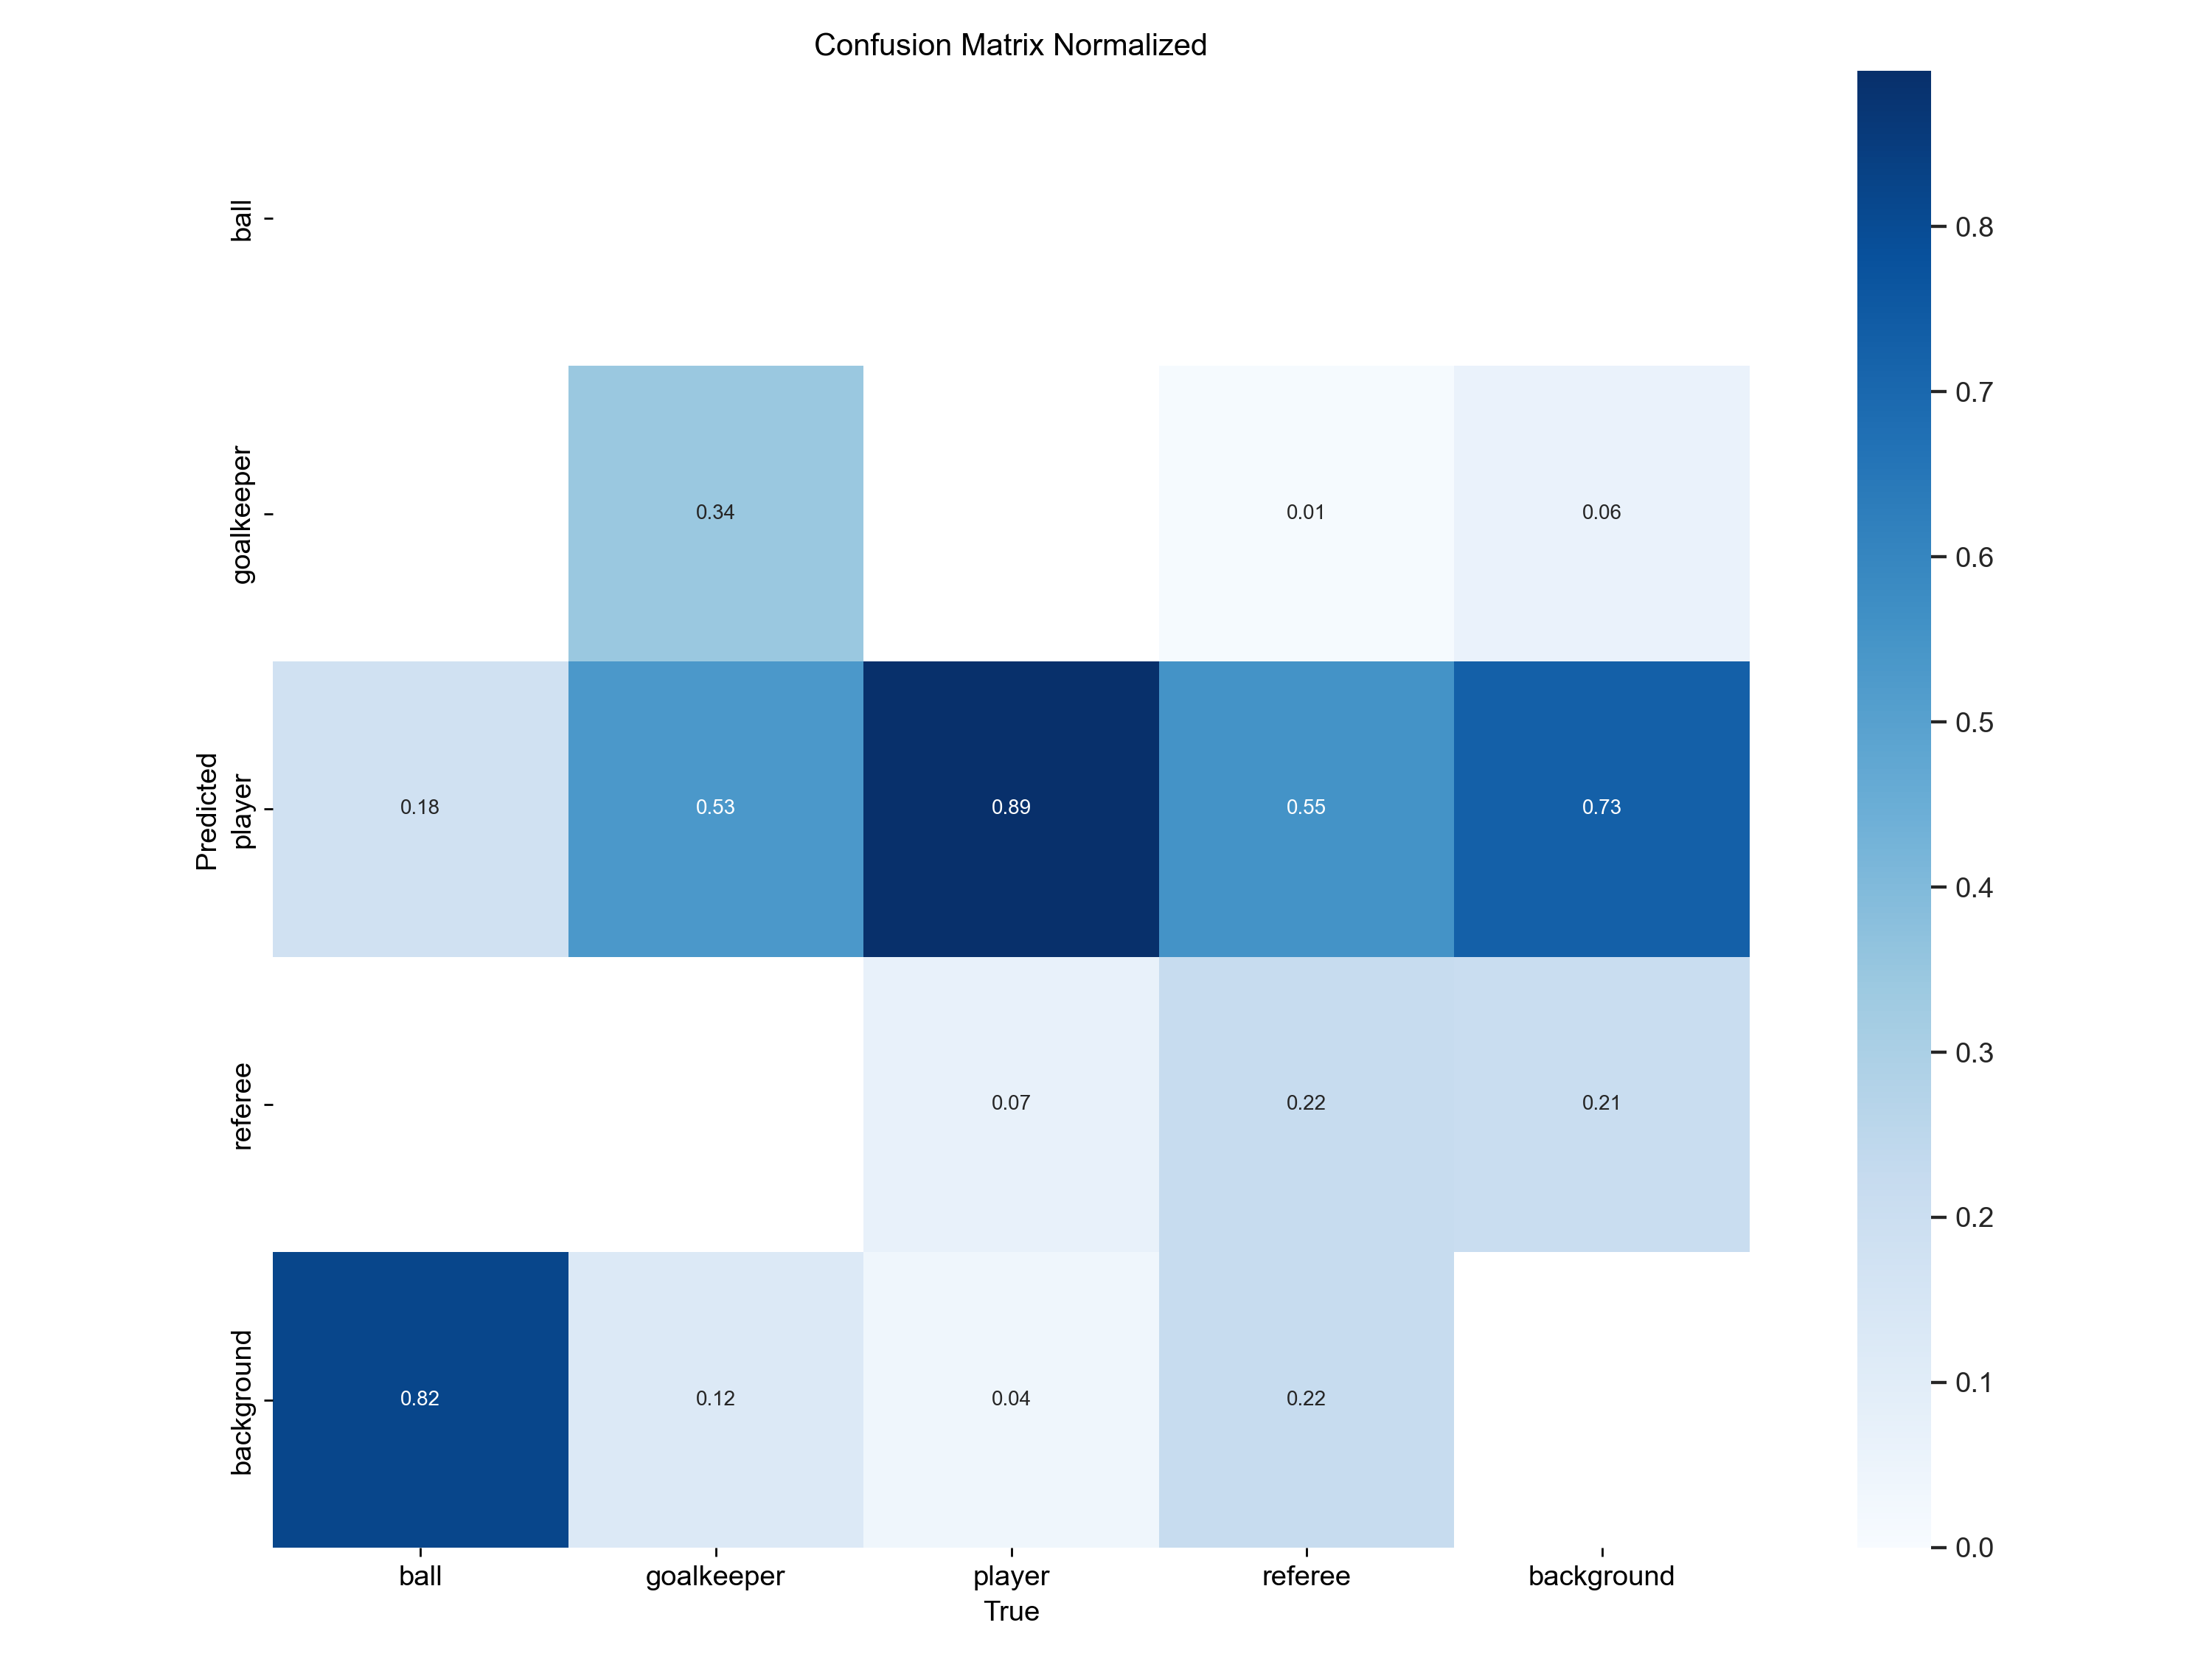 Confusion Matrix Normalized
ball
goalkeeper
player
referee
background
Predicted
0.34 0.01 0.06
0.18 0.53 0.89 0.55 0.73
0.07 0.22 0.21
0.82 0.12 0.04 0.22
ball goalkeeper player referee background
True
0.8
0.7
0.6
0.5
0.4
0.3
0.2
0.1
0.0